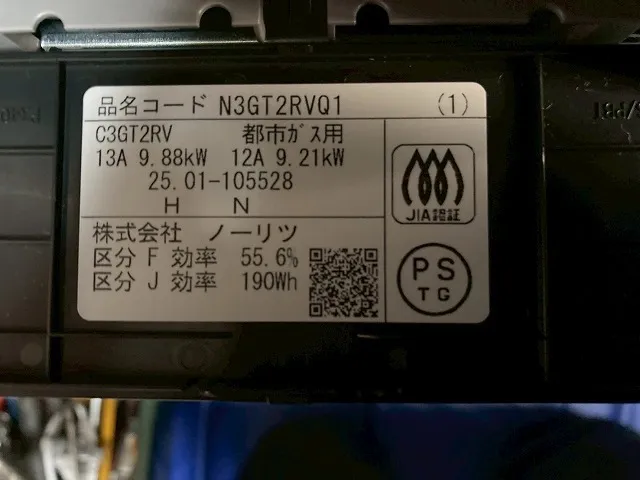 品名コード N3GT2RVQ1 (1)
C3GT2RV 都市ガス用
13A 9.88kW 12A 9.21kW
25.01-105528
H N
JIA認証
株式会社 ノーリツ
区分 F 効率 55.6%
区分 J 効率 190Wh
PS
TG